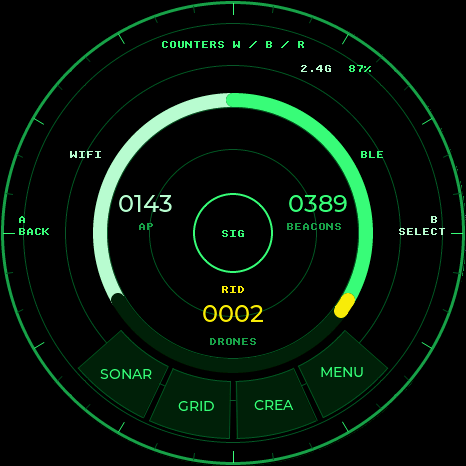 COUNTERS W / B / R
2.4G 87%
WIFI
BLE
0143
0389
AP
BEACONS
A
BACK
SIG
B
SELECT
RID
0002
DRONES
SONAR
GRID
CREA
MENU